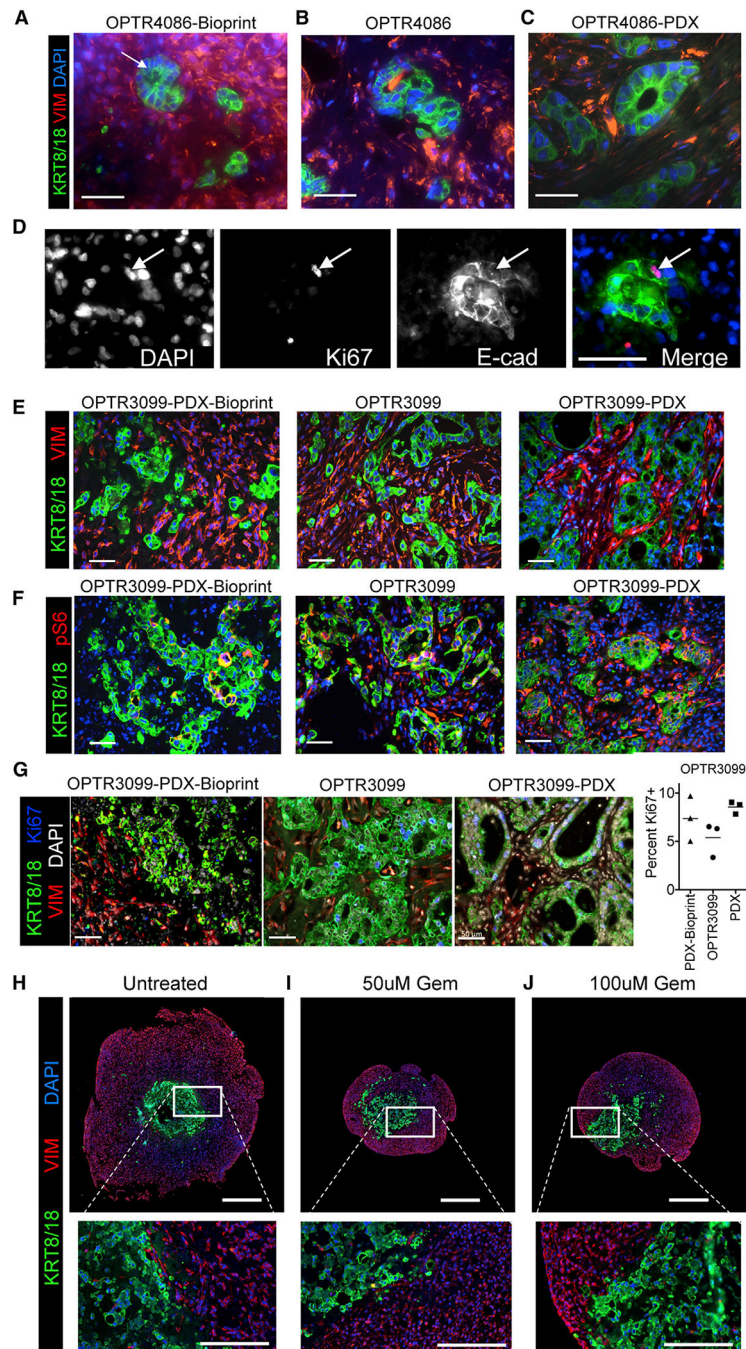 A
B
C
OPTR4086-Bioprint
OPTR4086
OPTR4086-PDX
KRT8/18 VIM DAPI
D
DAPI
Ki67
E-cad
Merge
E
OPTR3099-PDX-Bioprint
OPTR3099
OPTR3099-PDX
KRT8/18 VIM
F
OPTR3099-PDX-Bioprint
OPTR3099
OPTR3099-PDX
KRT8/18 pS6
G
OPTR3099-PDX-Bioprint
OPTR3099
OPTR3099-PDX
KRT8/18 Ki67
VIM DAPI
50 um
OPTR3099
Percent Ki67+
10
5
0
PDX-Bioprint
OPTR3099
PDX
H
Untreated
I
50uM Gem
J
100uM Gem
KRT8/18 VIM DAPI